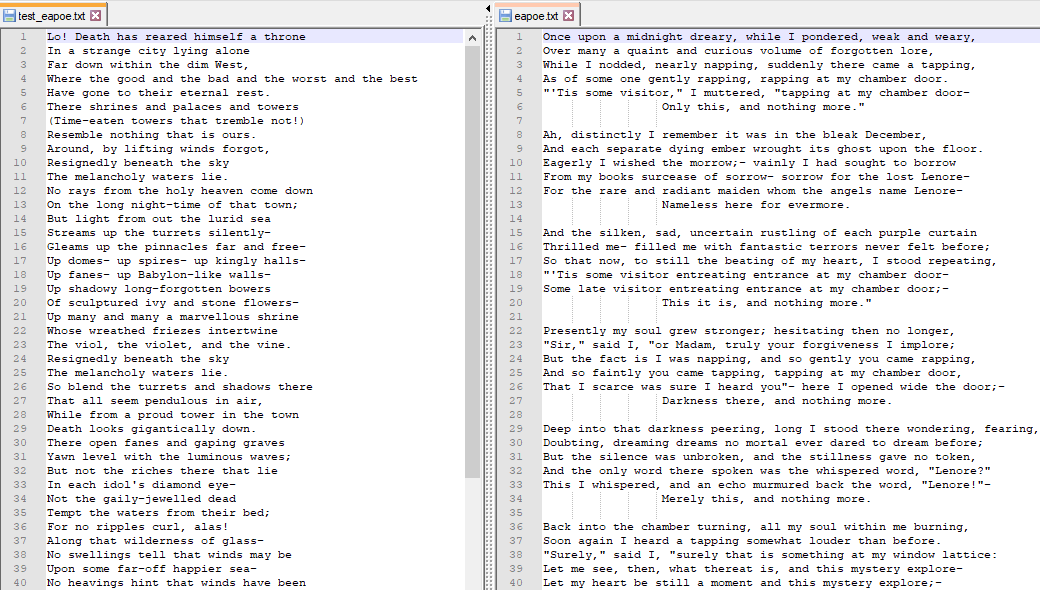 test_eapoe.txt
1 Lo! Death has reared himself a throne
2 In a strange city lying alone
3 Far down within the dim West,
4 Where the good and the bad and the worst and the best
5 Have gone to their eternal rest.
6 There shrines and palaces and towers
7 (Time-eaten towers that tremble not!)
8 Resemble nothing that is ours.
9 Around, by lifting winds forgot,
10 Resignedly beneath the sky
11 The melancholy waters lie.
12 No rays from the holy heaven come down
13 On the long night-time of that town;
14 But light from out the lurid sea
15 Streams up the turrets silently-
16 Gleams up the pinnacles far and free-
17 Up domes- up spires- up kingly halls-
18 Up fanes- up Babylon-like walls-
19 Up shadowy long-forgotten bowers
20 Of sculptured ivy and stone flowers-
21 Up many and many a marvellous shrine
22 Whose wreathed friezes intertwine
23 The viol, the violet, and the vine.
24 Resignedly beneath the sky
25 The melancholy waters lie.
26 So blend the turrets and shadows there
27 That all seem pendulous in air,
28 While from a proud tower in the town
29 Death looks gigantically down.
30 There open fanes and gaping graves
31 Yawn level with the luminous waves;
32 But not the riches there that lie
33 In each idol's diamond eye-
34 Not the gaily-jewelled dead
35 Tempt the waters from their bed;
36 For no ripples curl, alas!
37 Along that wilderness of glass-
38 No swellings tell that winds may be
39 Upon some far-off happier sea-
40 No heavings hint that winds have been
eapoe.txt
1 Once upon a midnight dreary, while I pondered, weak and weary,
2 Over many a quaint and curious volume of forgotten lore,
3 While I nodded, nearly napping, suddenly there came a tapping,
4 As of some one gently rapping, rapping at my chamber door.
5 "'Tis some visitor," I muttered, "tapping at my chamber door-
6 Only this, and nothing more."
7
8 Ah, distinctly I remember it was in the bleak December,
9 And each separate dying ember wrought its ghost upon the floor.
10 Eagerly I wished the morrow;- vainly I had sought to borrow
11 From my books surcease of sorrow- sorrow for the lost Lenore-
12 For the rare and radiant maiden whom the angels name Lenore-
13 Nameless here for evermore.
14
15 And the silken, sad, uncertain rustling of each purple curtain
16 Thrilled me- filled me with fantastic terrors never felt before;
17 So that now, to still the beating of my heart, I stood repeating,
18 "'Tis some visitor entreating entrance at my chamber door-
19 Some late visitor entreating entrance at my chamber door;-
20 This it is, and nothing more."
21
22 Presently my soul grew stronger; hesitating then no longer,
23 "Sir," said I, "or Madam, truly your forgiveness I implore;
24 But the fact is I was napping, and so gently you came rapping,
25 And so faintly you came tapping, tapping at my chamber door,
26 That I scarce was sure I heard you"- here I opened wide the door;-
27 Darkness there, and nothing more.
28
29 Deep into that darkness peering, long I stood there wondering, fearing,
30 Doubting, dreaming dreams no mortal ever dared to dream before;
31 But the silence was unbroken, and the stillness gave no token,
32 And the only word there spoken was the whispered word, "Lenore?"
33 This I whispered, and an echo murmured back the word, "Lenore!"-
34 Merely this, and nothing more.
35
36 Back into the chamber turning, all my soul within me burning,
37 Soon again I heard a tapping somewhat louder than before.
38 "Surely," said I, "surely that is something at my window lattice:
39 Let me see, then, what thereat is, and this mystery explore-
40 Let my heart be still a moment and this mystery explore;-